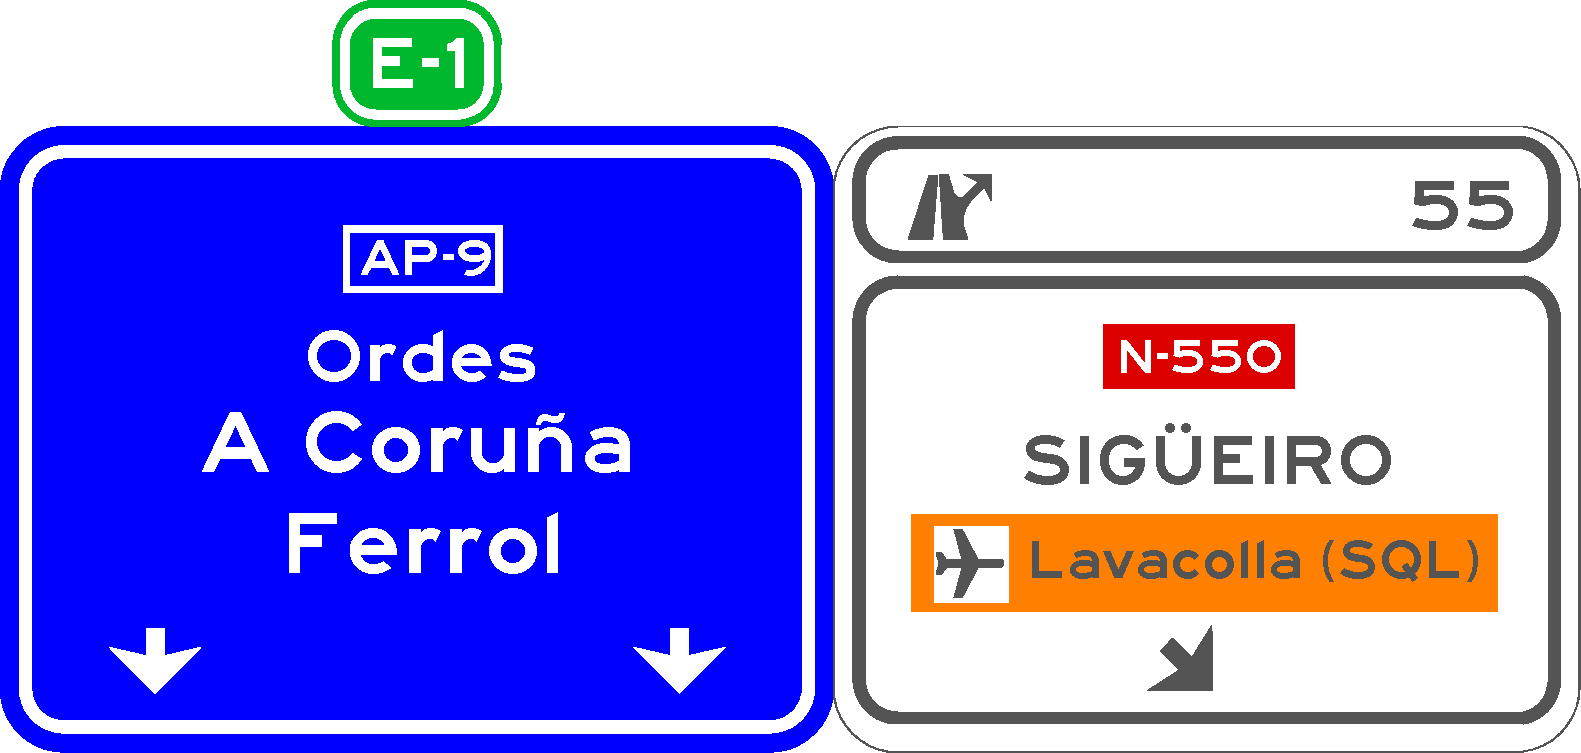 E-1
AP-9
Ordes
A Coruña
Ferrol
55
N-550
SIGÜEIRO
Lavacolla (SQL)